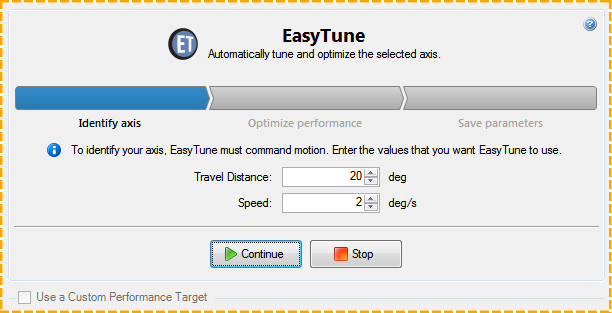 ET
EasyTune
Automatically tune and optimize the selected axis.
?
Identify axis
Optimize performance
Save parameters
i To identify your axis, EasyTune must command motion. Enter the values that you want EasyTune to use.
Travel Distance: 20 deg
Speed: 2 deg/s
Continue
Stop
Use a Custom Performance Target